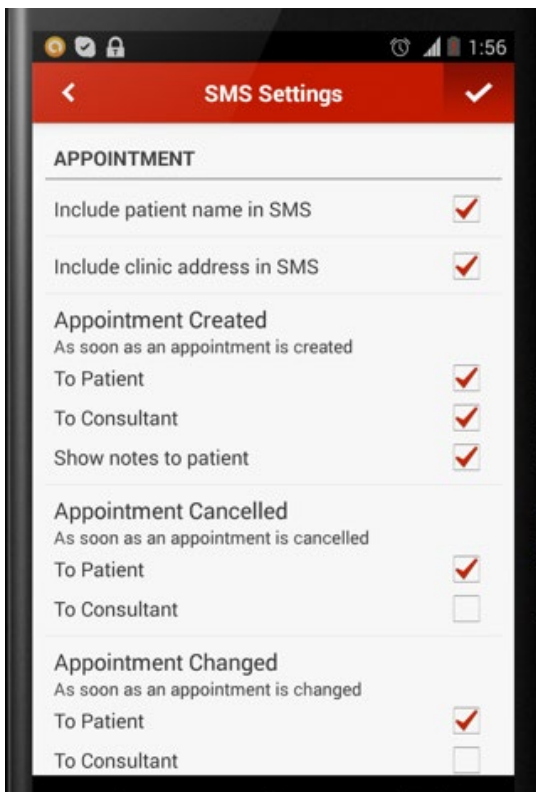 1:56
SMS Settings
APPOINTMENT
Include patient name in SMS
Include clinic address in SMS
Appointment Created
As soon as an appointment is created
To Patient
To Consultant
Show notes to patient
Appointment Cancelled
As soon as an appointment is cancelled
To Patient
To Consultant
Appointment Changed
As soon as an appointment is changed
To Patient
To Consultant